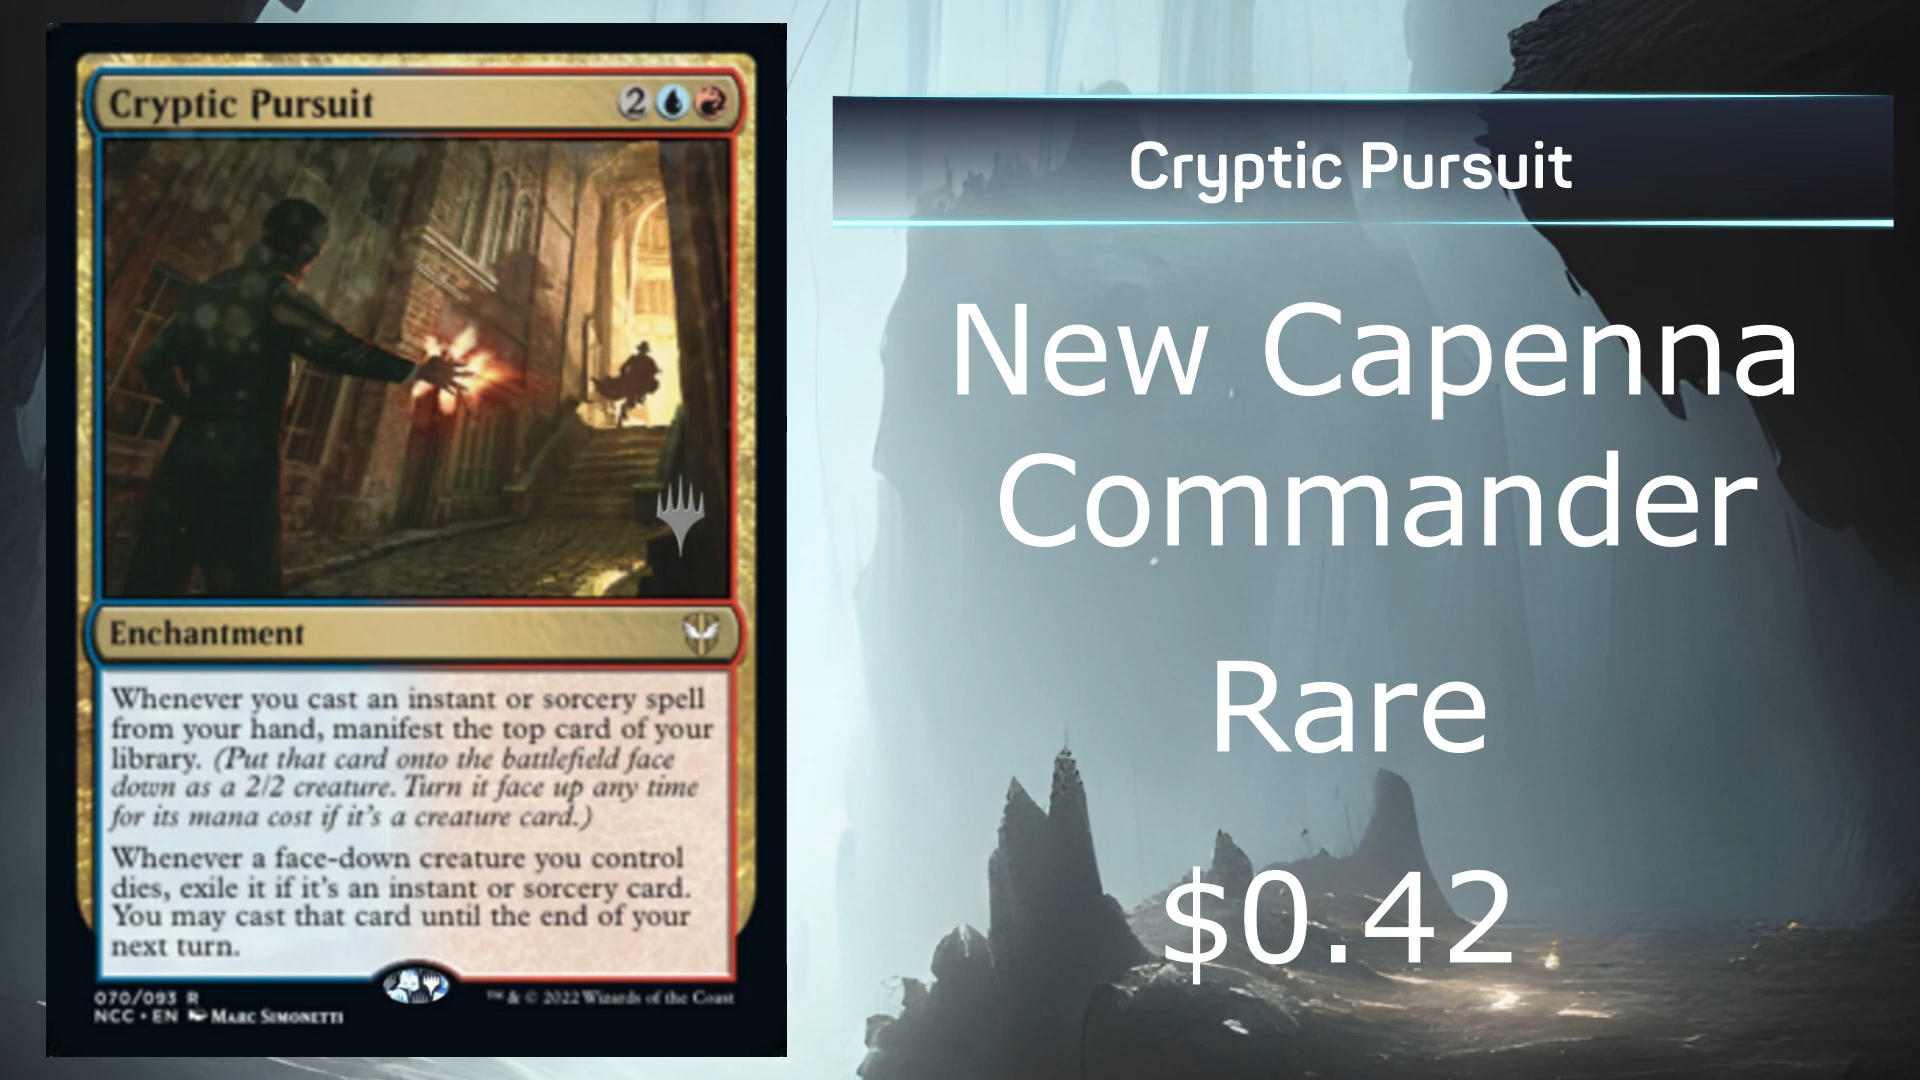 Cryptic Pursuit
2
Enchantment
Whenever you cast an instant or sorcery spell
from your hand, manifest the top card of your
library. (Put that card onto the battlefield face
down as a 2/2 creature. Turn it face up any time
for its mana cost if it's a creature card.)
Whenever a face-down creature you control
dies, exile it if it's an instant or sorcery card.
You may cast that card until the end of your
next turn.
070/093 R
NCC • EN Marc Simonetti
™ & © 2022 Wizards of the Coast
Cryptic Pursuit
New Capenna
Commander
Rare
$0.42